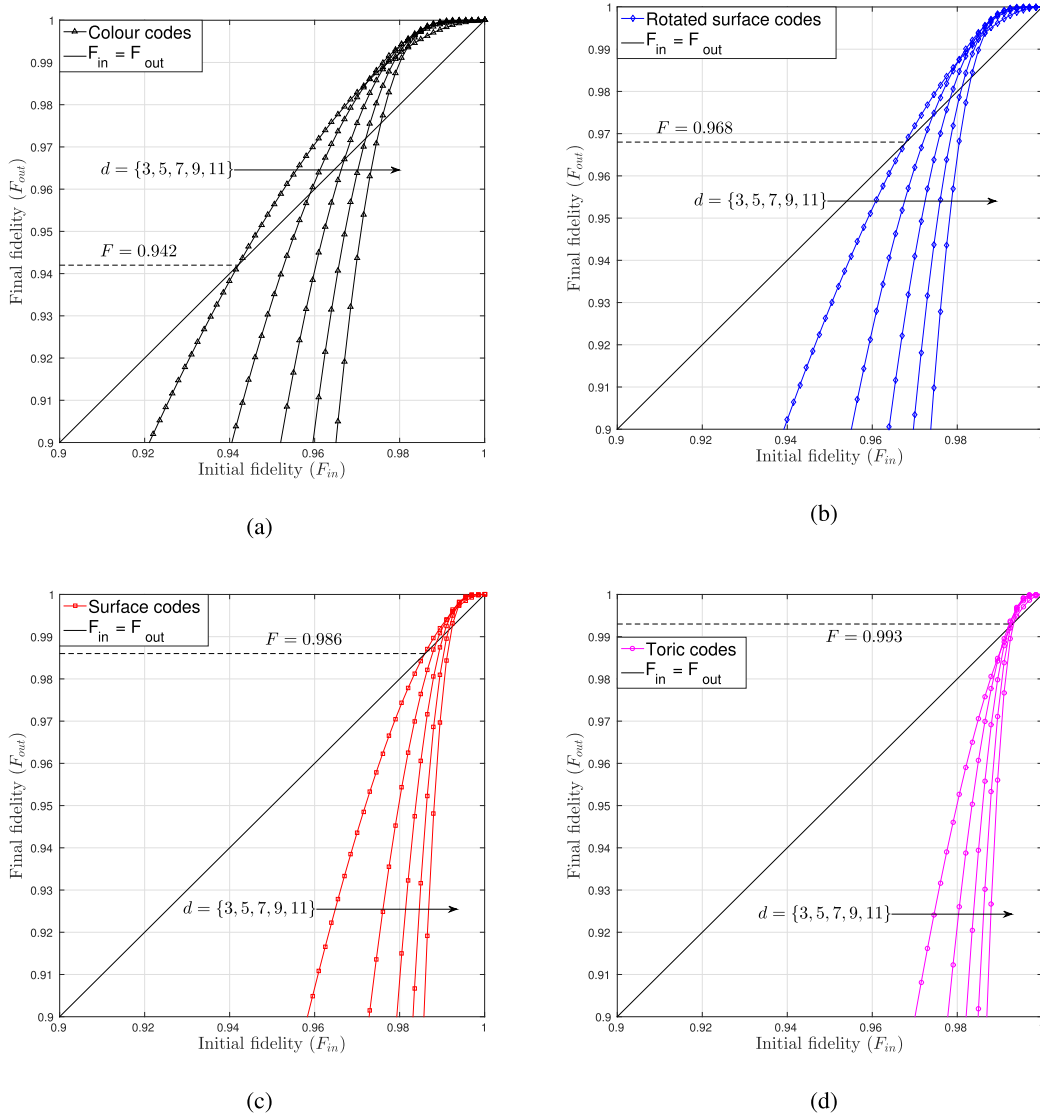 1
0.99
0.98
0.97
0.96
0.95
0.94
0.93
0.92
0.91
0.9
Final fidelity (F_out)
Colour codes
F_in = F_out
d = {3, 5, 7, 9, 11}
F = 0.942
0.9 0.92 0.94 0.96 0.98 1
Initial fidelity (F_in)
(a)
1
0.99
0.98
0.97
0.96
0.95
0.94
0.93
0.92
0.91
0.9
Final fidelity (F_out)
Rotated surface codes
F_in = F_out
F = 0.968
d = {3, 5, 7, 9, 11}
0.9 0.92 0.94 0.96 0.98 1
Initial fidelity (F_in)
(b)
1
0.99
0.98
0.97
0.96
0.95
0.94
0.93
0.92
0.91
0.9
Final fidelity (F_out)
Surface codes
F_in = F_out
F = 0.986
d = {3, 5, 7, 9, 11}
0.9 0.92 0.94 0.96 0.98 1
Initial fidelity (F_in)
(c)
1
0.99
0.98
0.97
0.96
0.95
0.94
0.93
0.92
0.91
0.9
Final fidelity (F_out)
F = 0.993
Toric codes
F_in = F_out
d = {3, 5, 7, 9, 11}
0.9 0.92 0.94 0.96 0.98 1
Initial fidelity (F_in)
(d)